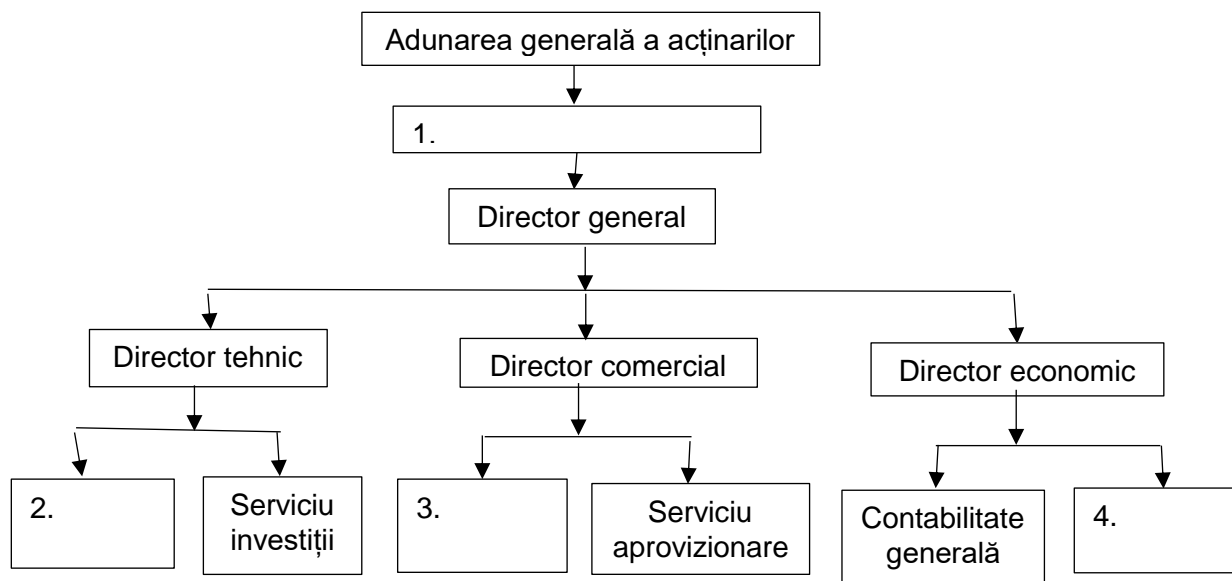 Adunarea generală a acținarilor
1.
Director general
Director tehnic
Director comercial
Director economic
2.
Serviciu
investiții
3.
Serviciu
aprovizionare
Contabilitate
generală
4.